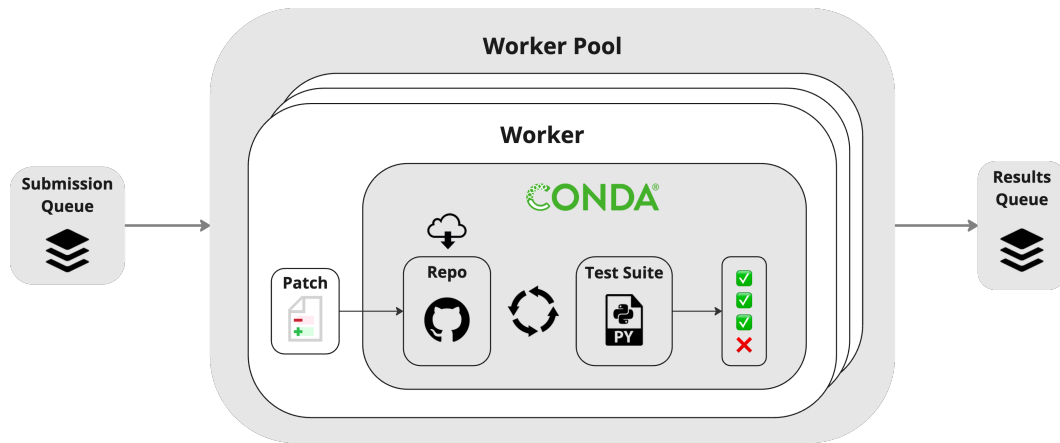 Worker Pool
Worker
Submission
Queue
CONDA®
Patch
Repo
Test Suite
PY
Results
Queue